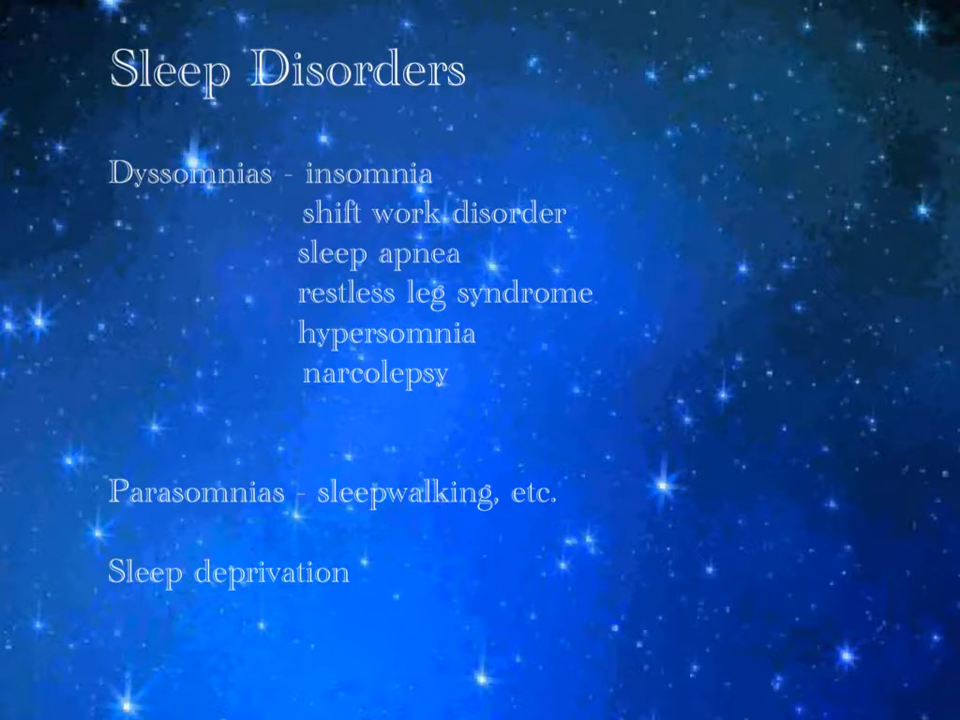 Sleep Disorders
Dyssomnias - insomnia
shift work disorder
sleep apnea
restless leg syndrome
hypersomnia
narcolepsy
Parasomnias - sleepwalking, etc.
Sleep deprivation